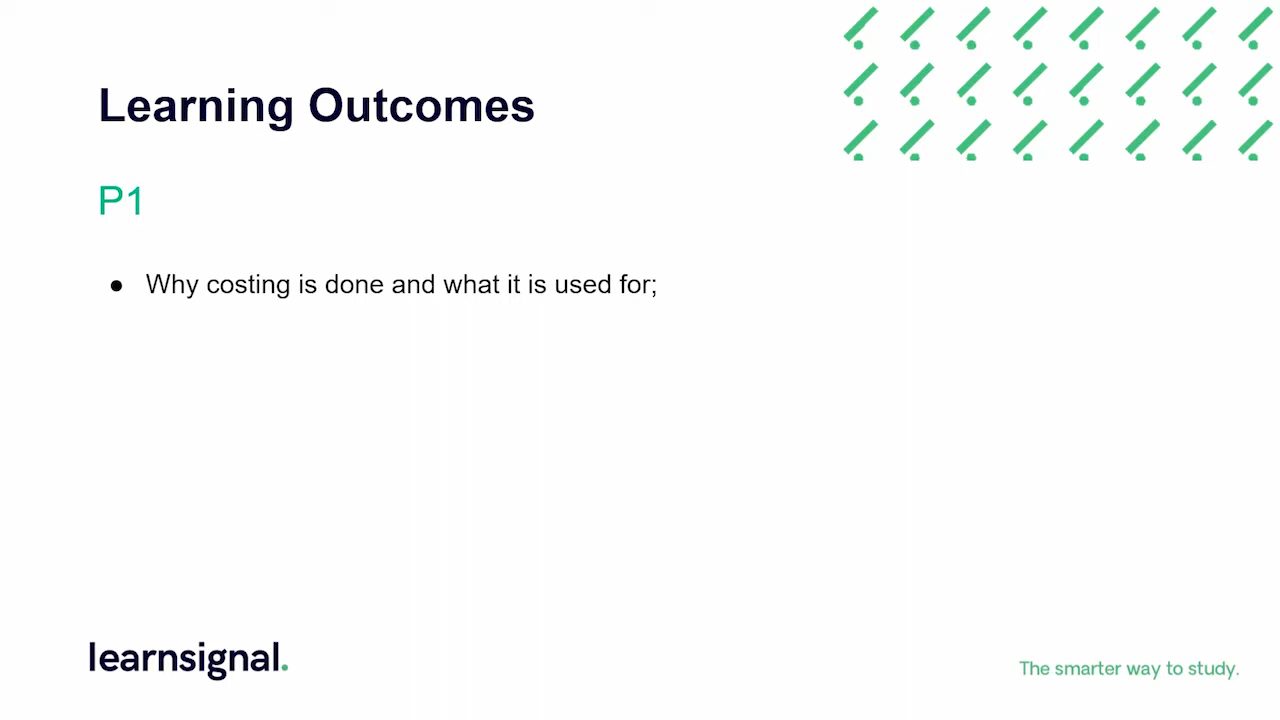 Learning Outcomes
P1
● Why costing is done and what it is used for;
learnsignal.
The smarter way to study.